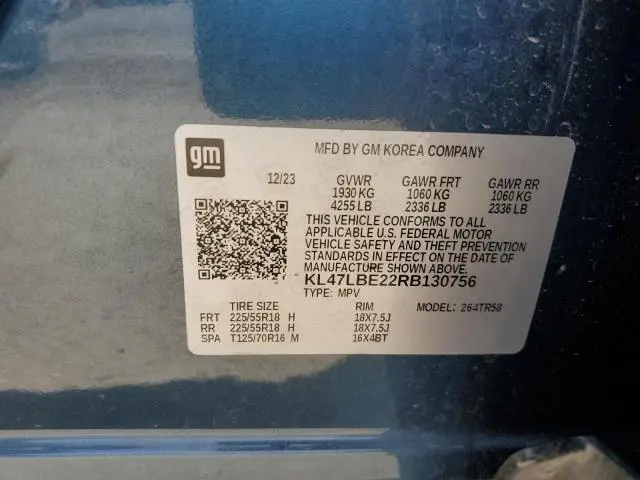 gm
MFD BY GM KOREA COMPANY
12/23 GVWR GAWR FRT GAWR RR
1930 KG 1060 KG 1060 KG
4255 LB 2336 LB 2336 LB
THIS VEHICLE CONFORMS TO ALL
APPLICABLE U.S. FEDERAL MOTOR
VEHICLE SAFETY AND THEFT PREVENTION
STANDARDS IN EFFECT ON THE DATE OF
MANUFACTURE SHOWN ABOVE.
KL47LBE22RB130756
TYPE: MPV MODEL: 264TR58
TIRE SIZE RIM
FRT 225/55R18 H 18X7.5J
RR 225/55R18 H 18X7.5J
SPA T125/70R16 M 16X4BT